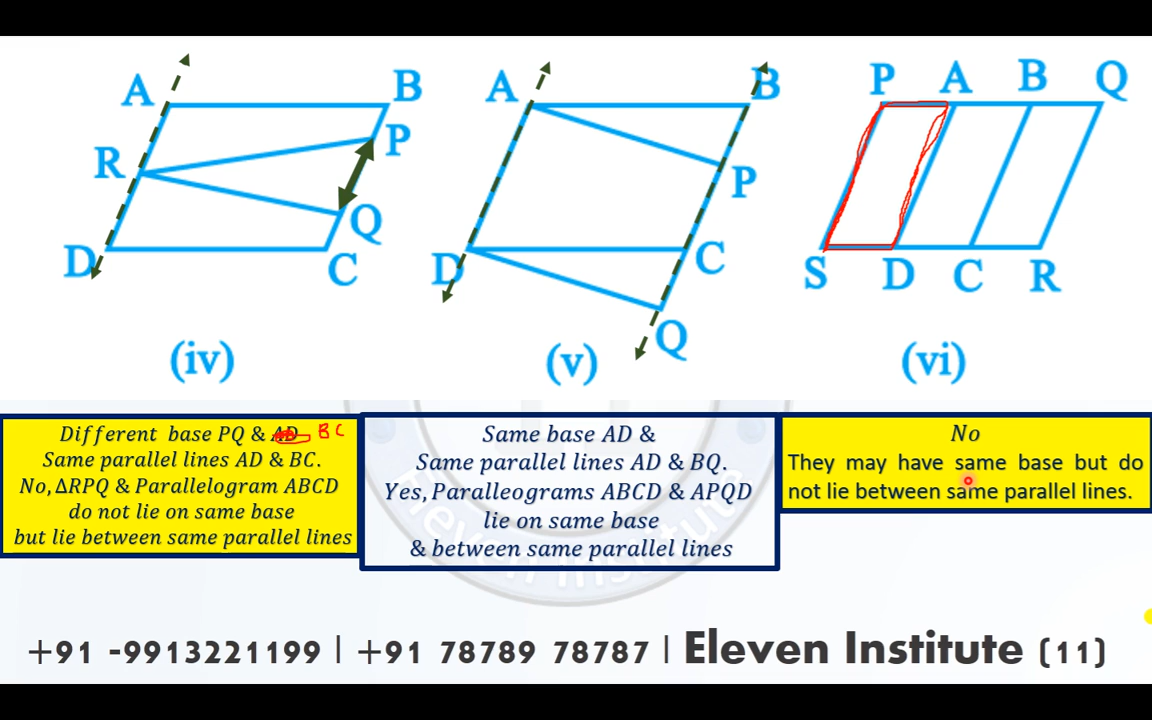 A B P R Q D C
A B P D C Q
P A B Q S D C R
(iv) (v) (vi)
Different base PQ & AD BC
Same parallel lines AD & BC.
No, ΔRPQ & Parallelogram ABCD
do not lie on same base
but lie between same parallel lines
Same base AD &
Same parallel lines AD & BQ.
Yes, Paralleograms ABCD & APQD
lie on same base
& between same parallel lines
No
They may have same base but do
not lie between same parallel lines.
Eleven Institute
+91 -9913221199 | +91 78789 78787 | Eleven Institute (11)